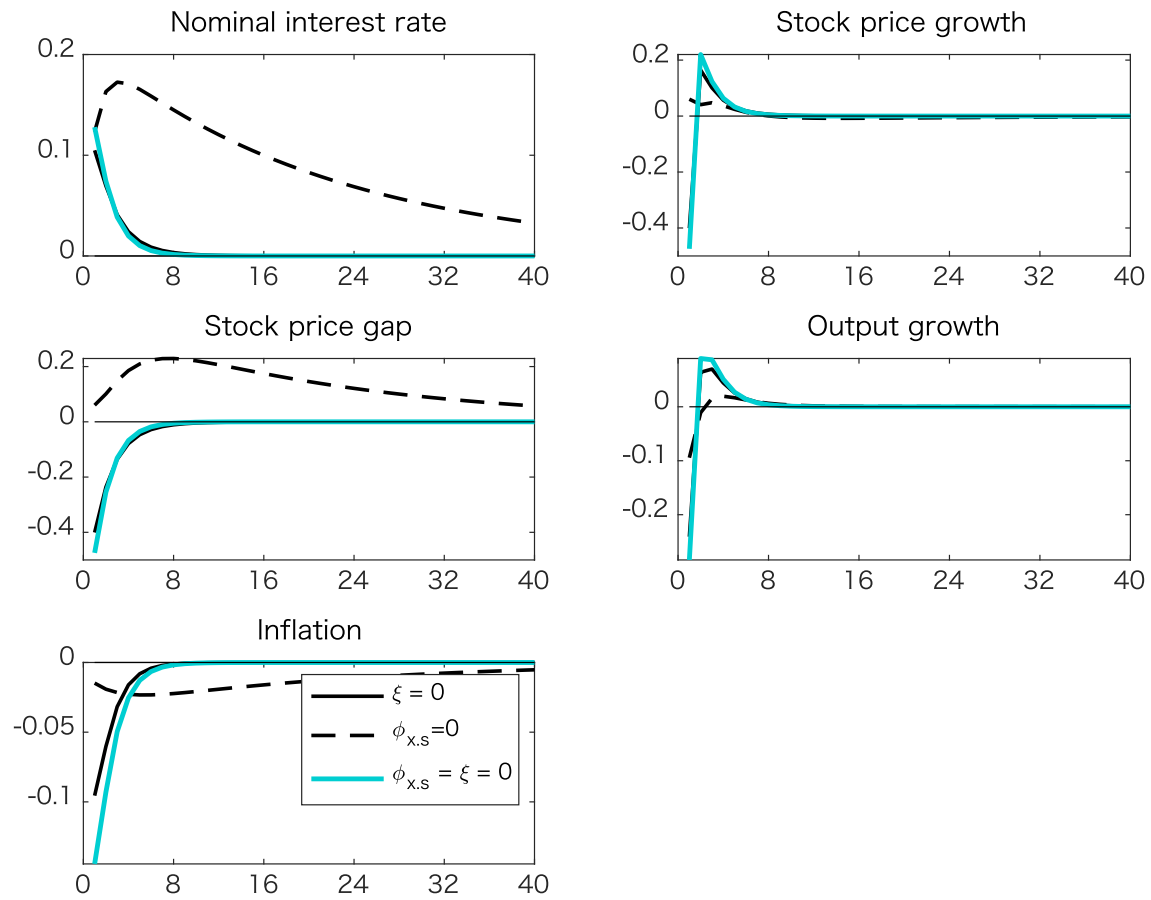 Nominal interest rate
0.2
0.1
0
0 8 16 24 32 40
Stock price growth
0.2
0
-0.2
-0.4
0 8 16 24 32 40
Stock price gap
0.2
0
-0.2
-0.4
0 8 16 24 32 40
Output growth
0
-0.1
-0.2
0 8 16 24 32 40
Inflation
0
-0.05
-0.1
0 8 16 24 32 40
ξ = 0
ϕx.s=0
ϕx.s = ξ = 0